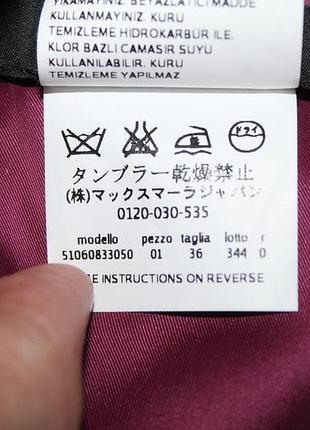 YIKAMAYINIZ. BEYAZLATICI MADDE
KULLANMAYINIZ. KURU
TEMIZLEME HIDROKARBÜR ILE.
KLOR BAZLI CAMASIR SUYU
KULLANILABILIR. KURU
TEMIZLEME YAPILMAZ
ドライ
タンブラー乾燥禁止
(株)マックスマーラジャパン
0120-030-535
modello pezzo taglia lotto r
51060833050 01 36 344 0
INSTRUCTIONS ON REVERSE